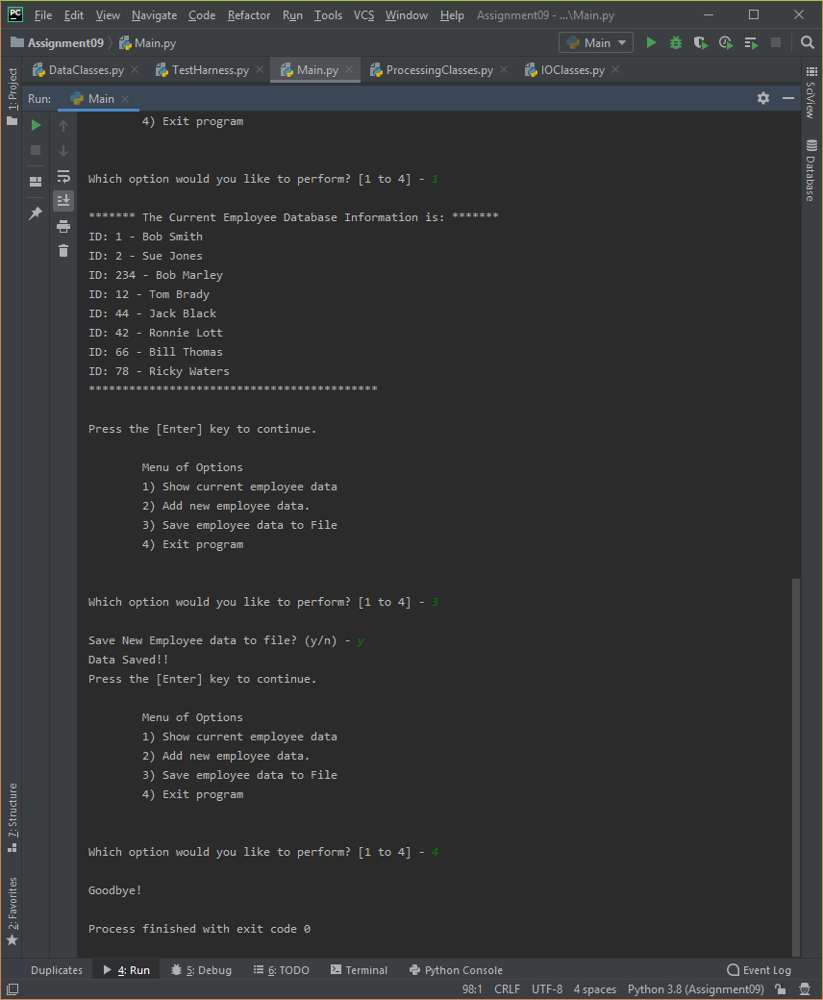 PC File Edit View Navigate Code Refactor Run Tools VCS Window Help Assignment09 - ...\Main.py
Assignment09 Main.py Main
DataClasses.py TestHarness.py Main.py ProcessingClasses.py IOClasses.py
1: Project
SciView
Database
Run: Main
4) Exit program
Which option would you like to perform? [1 to 4] - 1
******* The Current Employee Database Information is: *******
ID: 1 - Bob Smith
ID: 2 - Sue Jones
ID: 234 - Bob Marley
ID: 12 - Tom Brady
ID: 44 - Jack Black
ID: 42 - Ronnie Lott
ID: 66 - Bill Thomas
ID: 78 - Ricky Waters
*******************************************
Press the [Enter] key to continue.
Menu of Options
1) Show current employee data
2) Add new employee data.
3) Save employee data to File
4) Exit program
Which option would you like to perform? [1 to 4] - 3
Save New Employee data to file? (y/n) - y
Data Saved!!
Press the [Enter] key to continue.
Menu of Options
1) Show current employee data
2) Add new employee data.
3) Save employee data to File
4) Exit program
Which option would you like to perform? [1 to 4] - 4
Goodbye!
Process finished with exit code 0
7: Structure
2: Favorites
Duplicates 4: Run 5: Debug 6: TODO Terminal Python Console Event Log
98:1 CRLF UTF-8 4 spaces Python 3.8 (Assignment09)